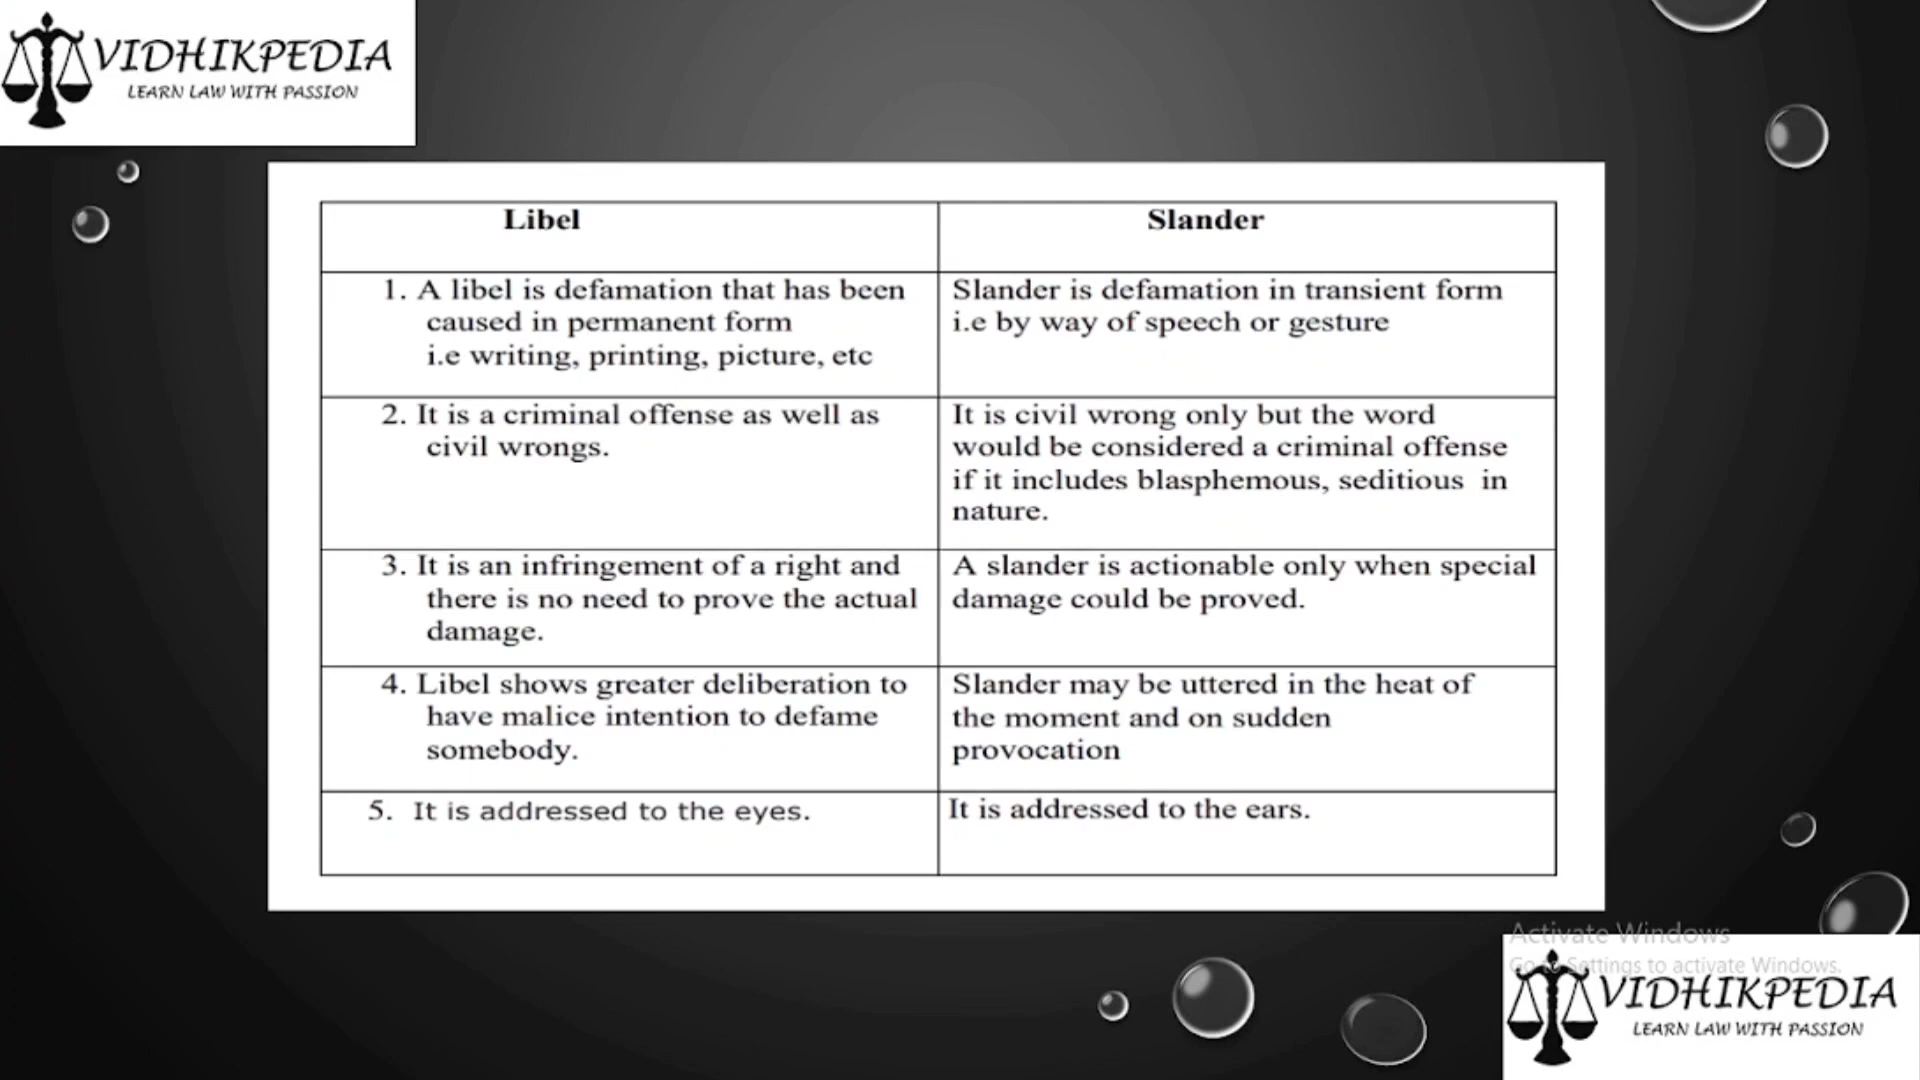 VIDHIKPEDIA
LEARN LAW WITH PASSION
Libel
Slander
1. A libel is defamation that has been
caused in permanent form
i.e writing, printing, picture, etc
Slander is defamation in transient form
i.e by way of speech or gesture
2. It is a criminal offense as well as
civil wrongs.
It is civil wrong only but the word
would be considered a criminal offense
if it includes blasphemous, seditious in
nature.
3. It is an infringement of a right and
there is no need to prove the actual
damage.
A slander is actionable only when special
damage could be proved.
4. Libel shows greater deliberation to
have malice intention to defame
somebody.
Slander may be uttered in the heat of
the moment and on sudden
provocation
5. It is addressed to the eyes.
It is addressed to the ears.
Activate Windows
Go to Settings to activate Windows.
VIDHIKPEDIA
LEARN LAW WITH PASSION